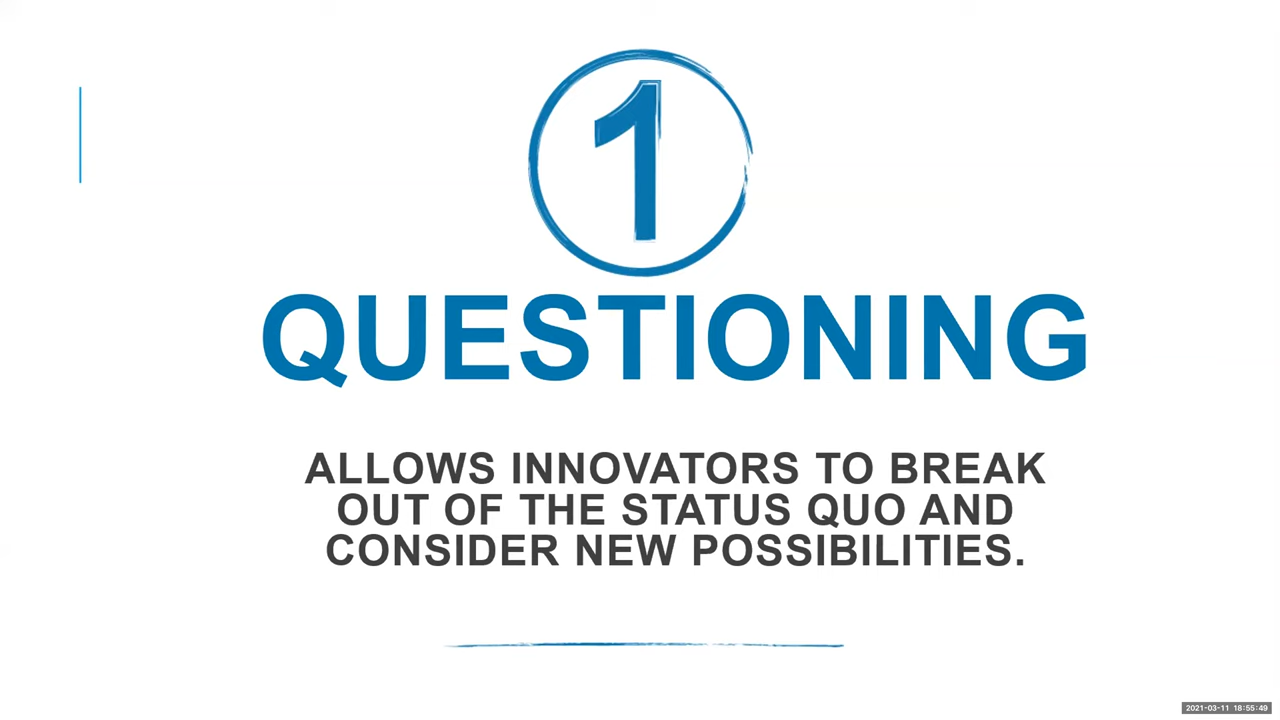 1
QUESTIONING
ALLOWS INNOVATORS TO BREAK
OUT OF THE STATUS QUO AND
CONSIDER NEW POSSIBILITIES.
2021-03-11 18:55:49